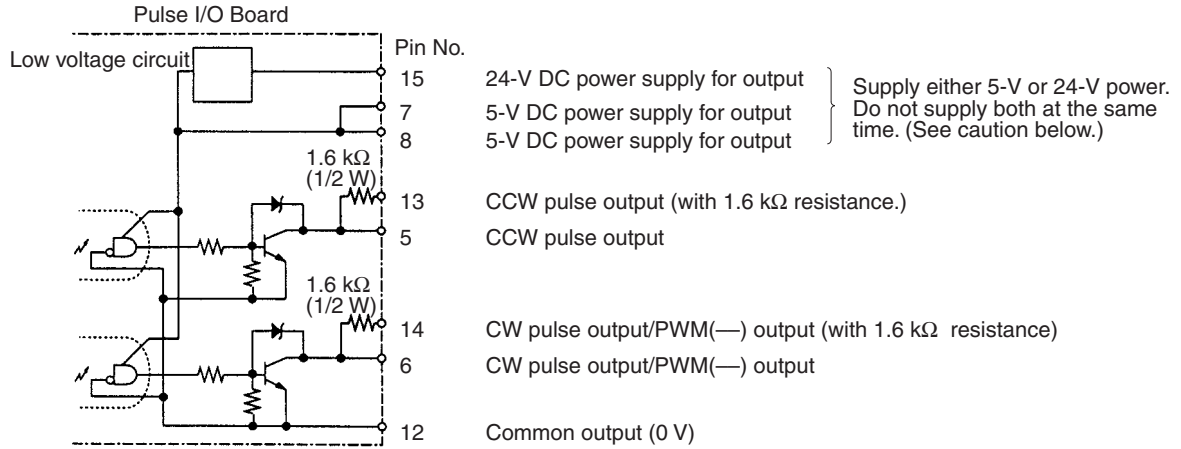 Pulse I/O Board
Low voltage circuit
Pin No.
15 24-V DC power supply for output
7 5-V DC power supply for output
8 5-V DC power supply for output
Supply either 5-V or 24-V power.
Do not supply both at the same
time. (See caution below.)
1.6 kΩ
(1/2 W)
13 CCW pulse output (with 1.6 kΩ resistance.)
5 CCW pulse output
1.6 kΩ
(1/2 W)
14 CW pulse output/PWM(—) output (with 1.6 kΩ resistance)
6 CW pulse output/PWM(—) output
12 Common output (0 V)